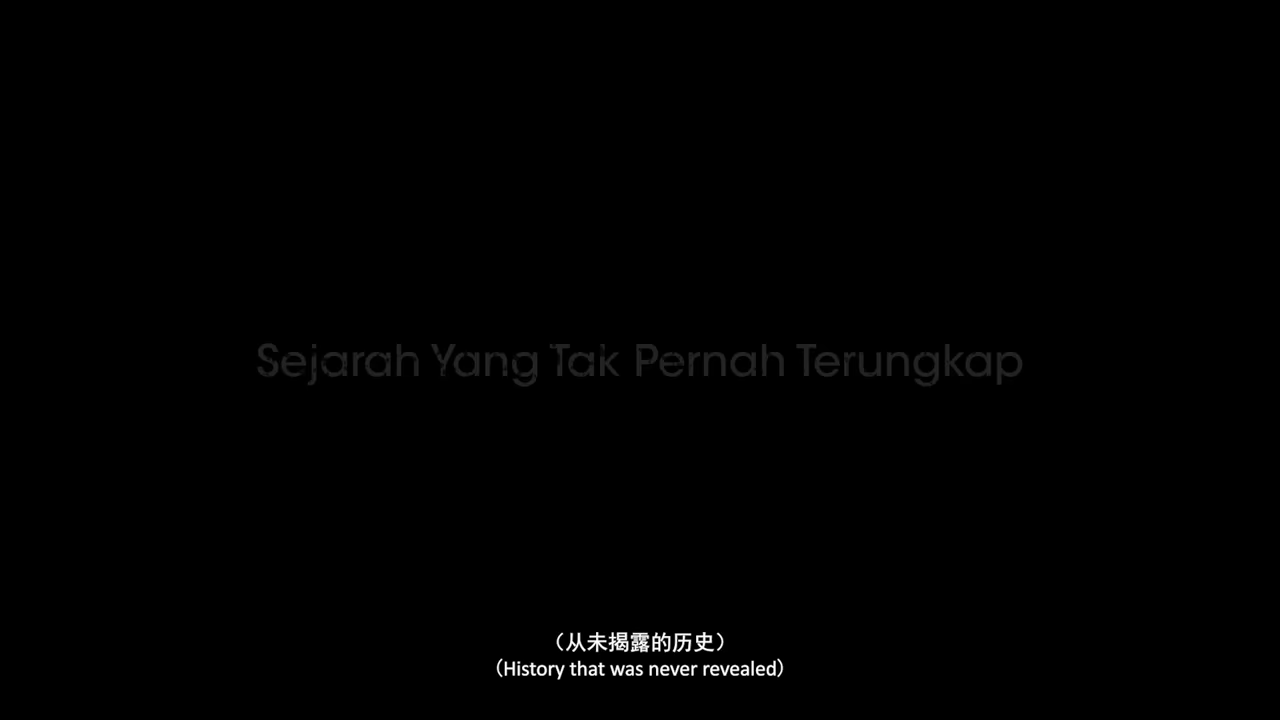 Sejarah Yang Tak Pernah Terungkap
（从未揭露的历史）
(History that was never revealed)